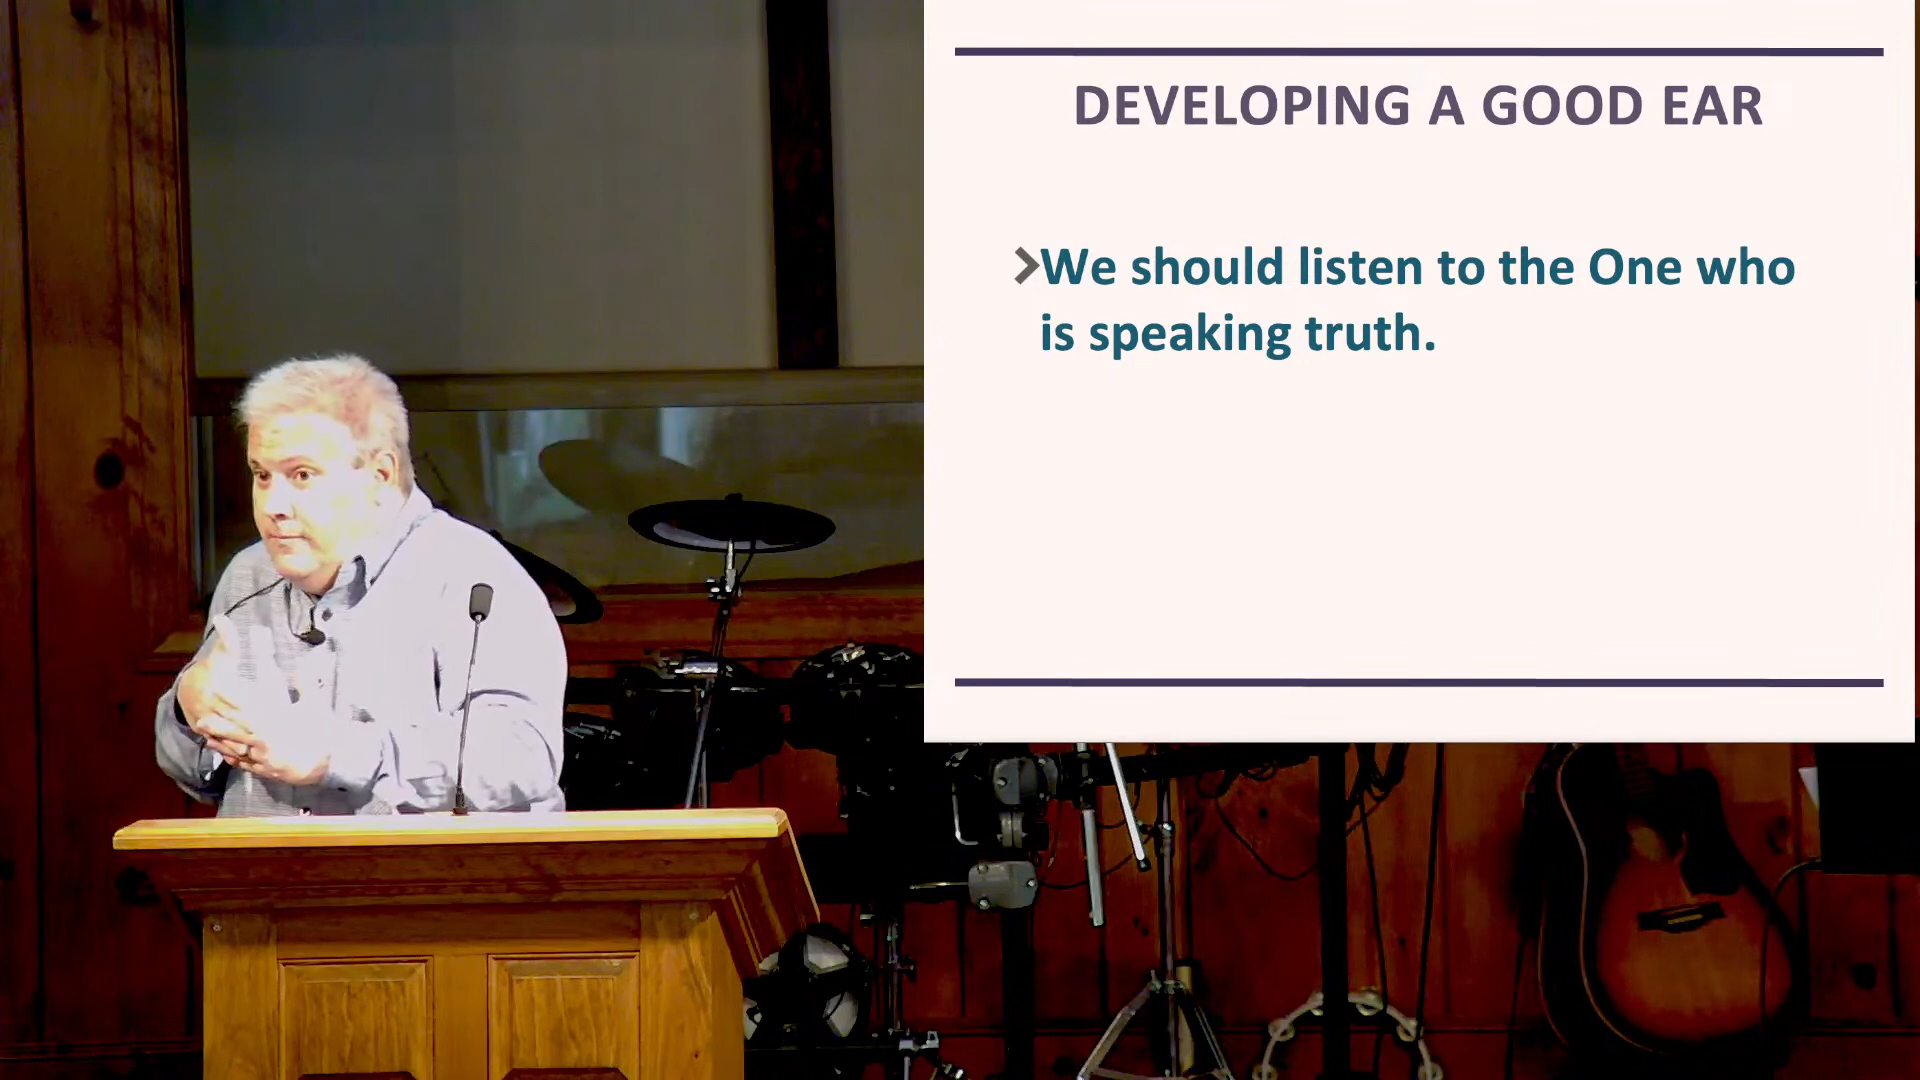 DEVELOPING A GOOD EAR
We should listen to the One who
is speaking truth.